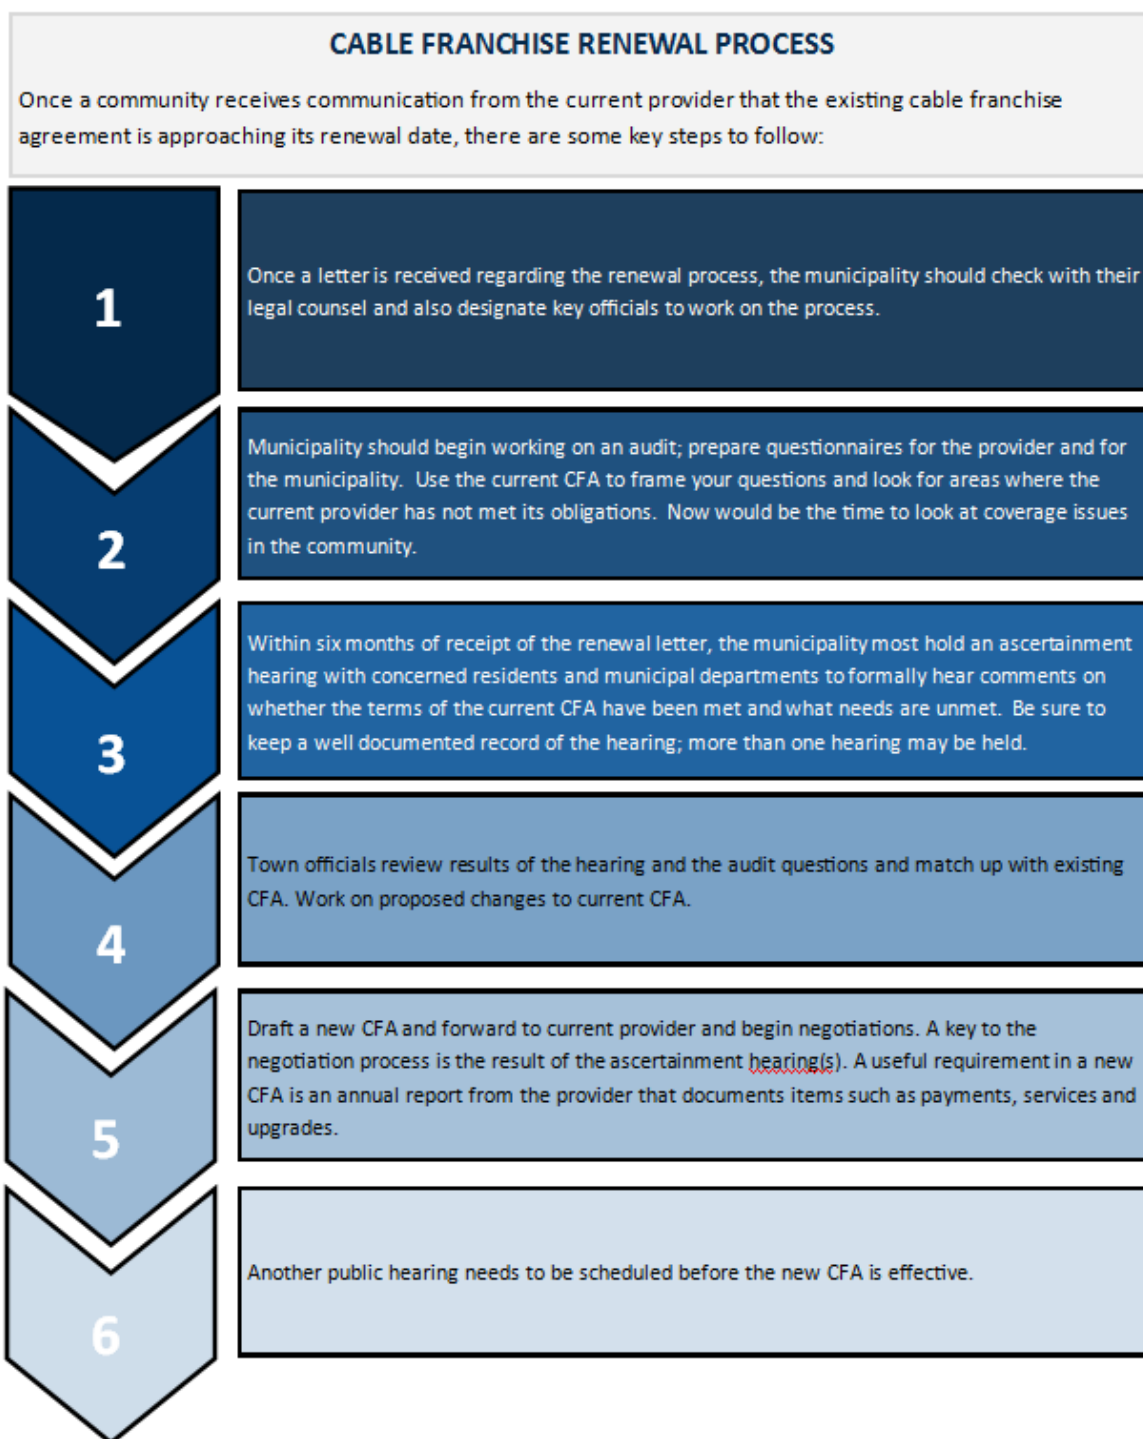 CABLE FRANCHISE RENEWAL PROCESS
Once a community receives communication from the current provider that the existing cable franchise
agreement is approaching its renewal date, there are some key steps to follow:
1
Once a letter is received regarding the renewal process, the municipality should check with their
legal counsel and also designate key officials to work on the process.
2
Municipality should begin working on an audit; prepare questionnaires for the provider and for
the municipality.  Use the current CFA to frame your questions and look for areas where the
current provider has not met its obligations.  Now would be the time to look at coverage issues
in the community.
3
Within six months of receipt of the renewal letter, the municipality most hold an ascertainment
hearing with concerned residents and municipal departments to formally hear comments on
whether the terms of the current CFA have been met and what needs are unmet.  Be sure to
keep a well documented record of the hearing; more than one hearing may be held.
4
Town officials review results of the hearing and the audit questions and match up with existing
CFA. Work on proposed changes to current CFA.
5
Draft a new CFA and forward to current provider and begin negotiations. A key to the
negotiation process is the result of the ascertainment hearing(s). A useful requirement in a new
CFA is an annual report from the provider that documents items such as payments, services and
upgrades.
6
Another public hearing needs to be scheduled before the new CFA is effective.